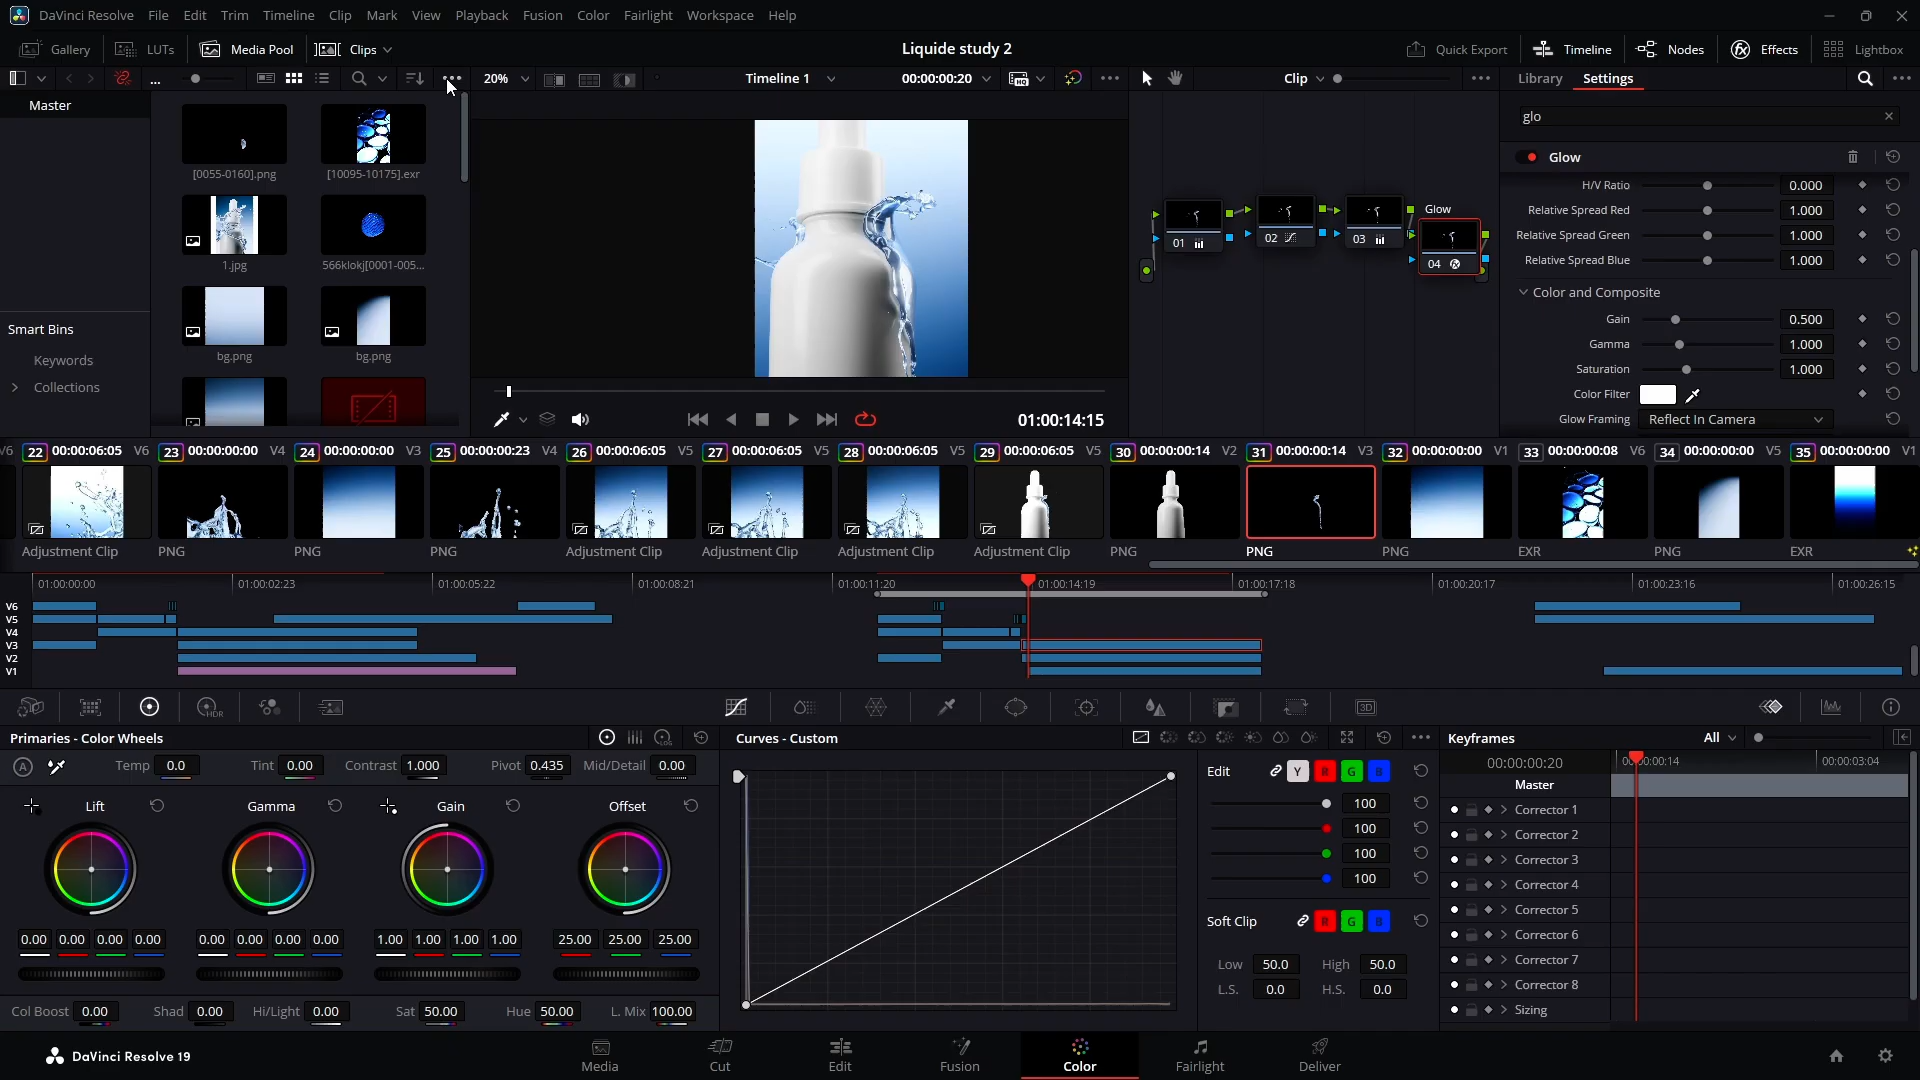 DaVinci Resolve File Edit Trim Timeline Clip Mark View Playback Fusion Color Fairlight Workspace Help
Gallery LUTs Media Pool Clips Liquide study 2 Quick Export Timeline Nodes Effects Lightbox
... 20% Timeline 1 00:00:00:20 HQ Clip Library Settings
Master
glo
[0055-0160].png [10095-10175].exr
Glow
H/V Ratio 0.000
Relative Spread Red 1.000
Relative Spread Green 1.000
Relative Spread Blue 1.000
Glow
01 02 03 04
1.jpg 566klokj[0001-005...
Color and Composite
Gain 0.500
Gamma 1.000
Saturation 1.000
Color Filter
Glow Framing Reflect In Camera
Smart Bins
Keywords
Collections
bg.png bg.png
01:00:14:15
V6 22 00:00:06:05 V6 23 00:00:00:00 V4 24 00:00:00:00 V3 25 00:00:00:23 V4 26 00:00:06:05 V5 27 00:00:06:05 V5 28 00:00:06:05 V5 29 00:00:06:05 V5 30 00:00:00:14 V2 31 00:00:00:14 V3 32 00:00:00:00 V1 33 00:00:00:08 V6 34 00:00:00:00 V5 35 00:00:00:00 V1
Adjustment Clip PNG PNG PNG Adjustment Clip Adjustment Clip Adjustment Clip Adjustment Clip PNG PNG PNG EXR PNG EXR
01:00:00:00 01:00:02:23 01:00:05:22 01:00:08:21 01:00:11:20 01:00:14:19 01:00:17:18 01:00:20:17 01:00:23:16 01:00:26:15
V6
V5
V4
V3
V2
V1
HDR 3D
Primaries - Color Wheels LOG Curves - Custom Keyframes All
A Temp 0.0 Tint 0.00 Contrast 1.000 Pivot 0.435 Mid/Detail 0.00
Lift Gamma Gain Offset
0.00 0.00 0.00 0.00 0.00 0.00 0.00 0.00 1.00 1.00 1.00 1.00 25.00 25.00 25.00
Col Boost 0.00 Shad 0.00 Hi/Light 0.00 Sat 50.00 Hue 50.00 L. Mix 100.00
Edit Y R G B
100
100
100
100
Soft Clip R G B
Low 50.0 High 50.0
L.S. 0.0 H.S. 0.0
00:00:00:20 00:00:00:14 00:00:03:04
Master
Corrector 1
Corrector 2
Corrector 3
Corrector 4
Corrector 5
Corrector 6
Corrector 7
Corrector 8
Sizing
DaVinci Resolve 19 Media Cut Edit Fusion Color Fairlight Deliver